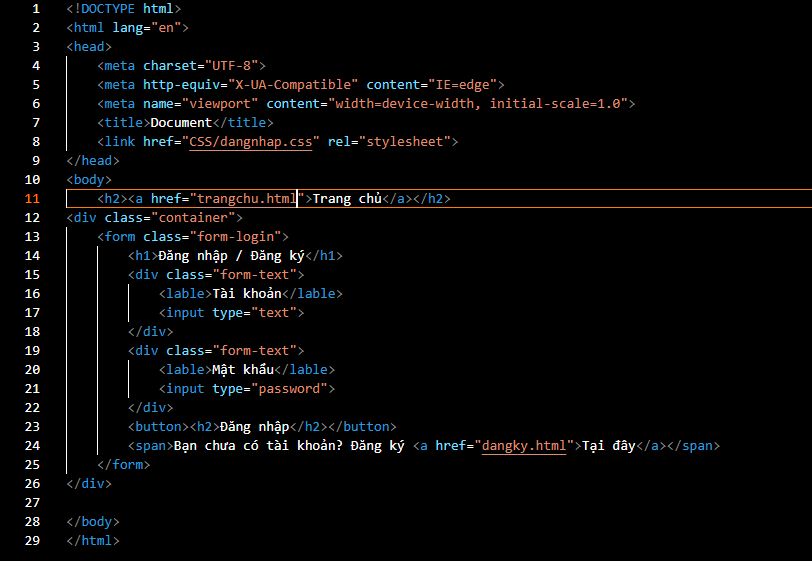 1 <!DOCTYPE html>
2 <html lang="en">
3 <head>
4     <meta charset="UTF-8">
5     <meta http-equiv="X-UA-Compatible" content="IE=edge">
6     <meta name="viewport" content="width=device-width, initial-scale=1.0">
7     <title>Document</title>
8     <link href="CSS/dangnhap.css" rel="stylesheet">
9 </head>
10 <body>
11     <h2><a href="trangchu.html">Trang chủ</a></h2>
12 <div class="container">
13     <form class="form-login">
14         <h1>Đăng nhập / Đăng ký</h1>
15         <div class="form-text">
16             <lable>Tài khoản</lable>
17             <input type="text">
18         </div>
19         <div class="form-text">
20             <lable>Mật khẩu</lable>
21             <input type="password">
22         </div>
23         <button><h2>Đăng nhập</h2></button>
24         <span>Bạn chưa có tài khoản? Đăng ký <a href="dangky.html">Tại đây</a></span>
25     </form>
26 </div>
27
28 </body>
29 </html>